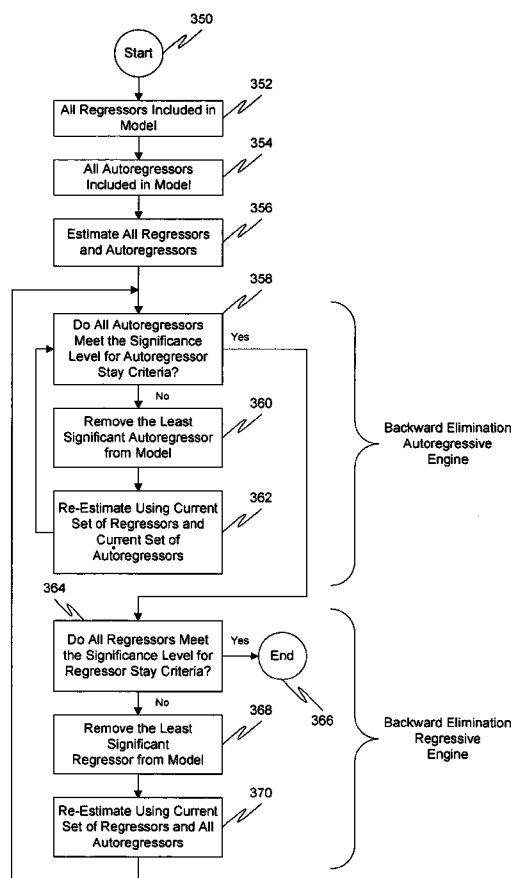 350
Start
352
All Regressors Included in
Model
354
All Autoregressors
Included in Model
356
Estimate All Regressors
and Autoregressors
358
Do All Autoregressors
Meet the Significance
Level for Autoregressor
Stay Criteria?
Yes
No
360
Remove the Least
Significant Autoregressor
from Model
362
Re-Estimate Using Current
Set of Regressors and
Current Set of
Autoregressors
Backward Elimination
Autoregressive
Engine
364
Do All Regressors Meet
the Significance Level for
Regressor Stay Criteria?
Yes
End
366
No
368
Remove the Least
Significant
Regressor from Model
370
Re-Estimate Using Current
Set of Regressors and All
Autoregressors
Backward Elimination
Regressive
Engine